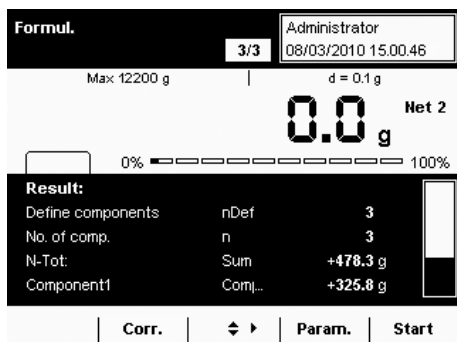 Formul.
3/3
Administrator
08/03/2010 15.00.46
Max 12200 g
d = 0.1 g
0.0 g
Net 2
0% 100%
Result:
Define components nDef 3
No. of comp. n 3
N-Tot: Sum +478.3 g
Component1 Com... +325.8 g
Corr. Param. Start